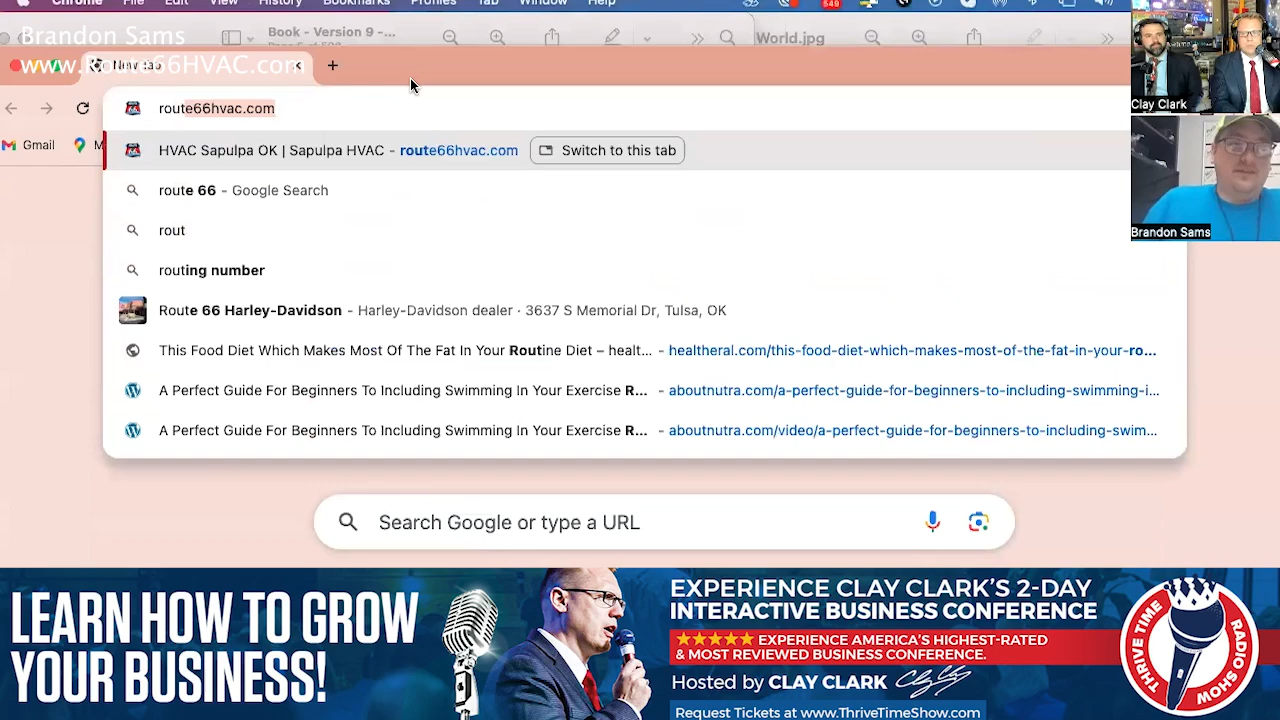 Chrome File Edit View History Bookmarks Profiles Tab Window Help
549
Brandon Sams
www.Route66HVAC.com
Book - Version 9 -...
World.jpg
New Tab
route66hvac.com
Gmail
M
HVAC Sapulpa OK | Sapulpa HVAC - route66hvac.com
Switch to this tab
route 66 - Google Search
rout
routing number
Route 66 Harley-Davidson - Harley-Davidson dealer · 3637 S Memorial Dr, Tulsa, OK
This Food Diet Which Makes Most Of The Fat In Your Routine Diet – healt... - healtheral.com/this-food-diet-which-makes-most-of-the-fat-in-your-ro...
A Perfect Guide For Beginners To Including Swimming In Your Exercise R... - aboutnutra.com/a-perfect-guide-for-beginners-to-including-swimming-i...
A Perfect Guide For Beginners To Including Swimming In Your Exercise R... - aboutnutra.com/video/a-perfect-guide-for-beginners-to-including-swim...
Search Google or type a URL
Clay Clark
Brandon Sams
LEARN HOW TO GROW
YOUR BUSINESS!
EXPERIENCE CLAY CLARK'S 2-DAY
INTERACTIVE BUSINESS CONFERENCE
EXPERIENCE AMERICA'S HIGHEST-RATED
& MOST REVIEWED BUSINESS CONFERENCE.
Hosted by CLAY CLARK
Request Tickets at www.ThriveTimeShow.com
THRIVE TIME
RADIO SHOW